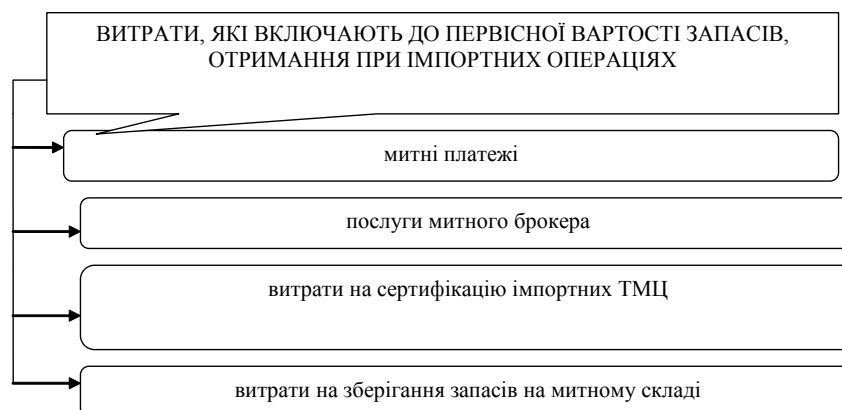 ВИТРАТИ, ЯКІ ВКЛЮЧАЮТЬ ДО ПЕРВІСНОЇ ВАРТОСТІ ЗАПАСІВ,
ОТРИМАННЯ ПРИ ІМПОРТНИХ ОПЕРАЦІЯХ
митні платежі
послуги митного брокера
витрати на сертифікацію імпортних ТМЦ
витрати на зберігання запасів на митному складі